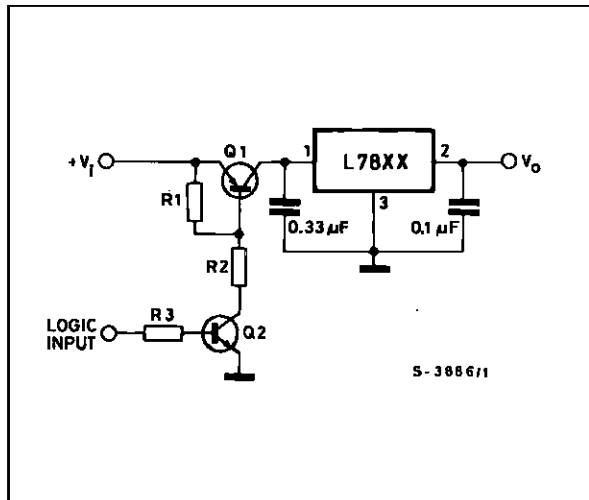 Q1
+VI
1
L78XX
2
VO
R1
3
0.33µF
0.1µF
R2
LOGIC
INPUT
R3
Q2
S-3886/1